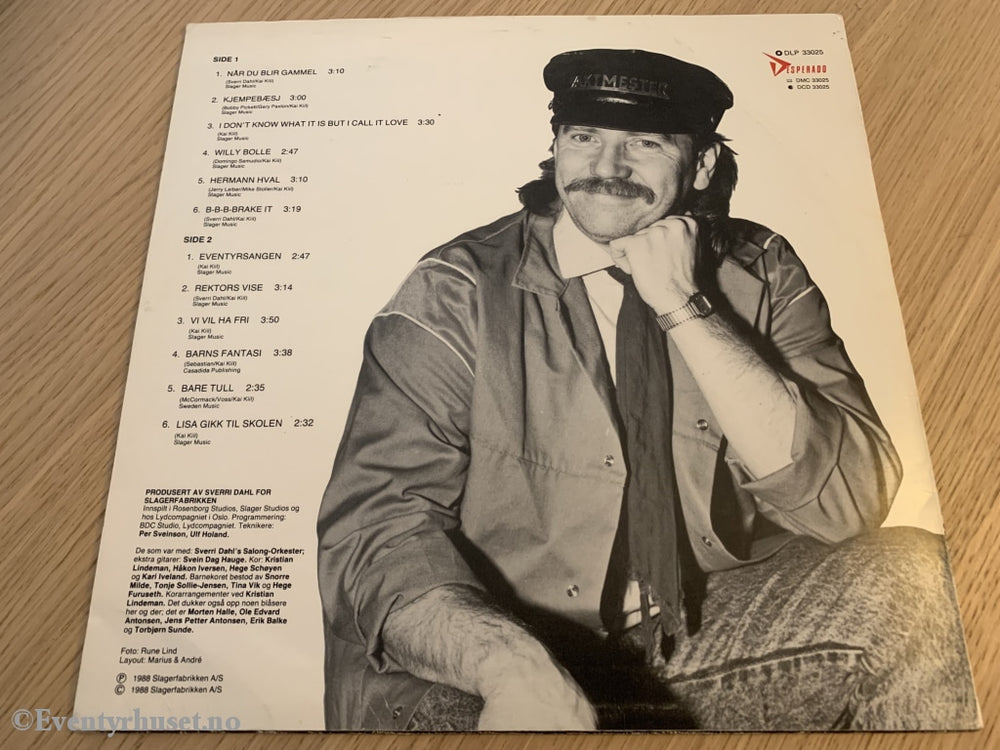 SIDE 1
1. NÅR DU BLIR GAMMEL 3:10
(Sverri Dahl/Kai Kiil)
Slager Music
2. KJEMPEBÆSJ 3:00
(Bobby Pickett/Gary Paxton/Kai Kiil)
Slager Music
3. I DON'T KNOW WHAT IT IS BUT I CALL IT LOVE 3:30
(Kai Kiil)
Slager Music
4. WILLY BOLLE 2:47
(Domingo Samudio/Kai Kiil)
Slager Music
5. HERMANN HVAL 3:10
(Jerry Leiber/Mike Stoller/Kai Kiil)
Slager Music
6. B-B-B-BRAKE IT 3:19
(Sverri Dahl/Kai Kiil)
Slager Music
SIDE 2
1. EVENTYRSANGEN 2:47
(Kai Kiil)
Slager Music
2. REKTORS VISE 3:14
(Sverri Dahl/Kai Kiil)
Slager Music
3. VI VIL HA FRI 3:50
(Kai Kiil)
Slager Music
4. BARNS FANTASI 3:38
(Sebastian/Kai Kiil)
Casadida Publishing
5. BARE TULL 2:35
(McCormack/Voss/Kai Kiil)
Sweden Music
6. LISA GIKK TIL SKOLEN 2:32
(Kai Kiil)
Slager Music
PRODUSERT AV SVERRI DAHL FOR
SLAGERFABRIKKEN
Innspilt i Rosenborg Studios, Slager Studios og
hos Lydcompagniet i Oslo. Programmering:
BDC Studio, Lydcompagniet. Teknikere:
Per Sveinson, Ulf Holand.
De som var med: Sverri Dahl's Salong-Orkester;
ekstra gitarer: Svein Dag Hauge. Kor: Kristian
Lindeman, Håkon Iversen, Hege Schøyen
og Kari Iveland. Barnekoret bestod av Snorre
Milde, Tonje Sollie-Jensen, Tina Vik og Hege
Furuseth. Korarrangementer ved Kristian
Lindeman. Det dukker også opp noen blåsere
her og der; det er Morten Halle, Ole Edvard
Antonsen, Jens Petter Antonsen, Erik Balke
og Torbjørn Sunde.
Foto: Rune Lind
Layout: Marius & André
Ⓟ 1988 Slagerfabrikken A/S
© 1988 Slagerfabrikken A/S
DLP 33025
DESPERADO
DMC 33025
DCD 33025
AKTMESTER
©Eventyrhuset.no